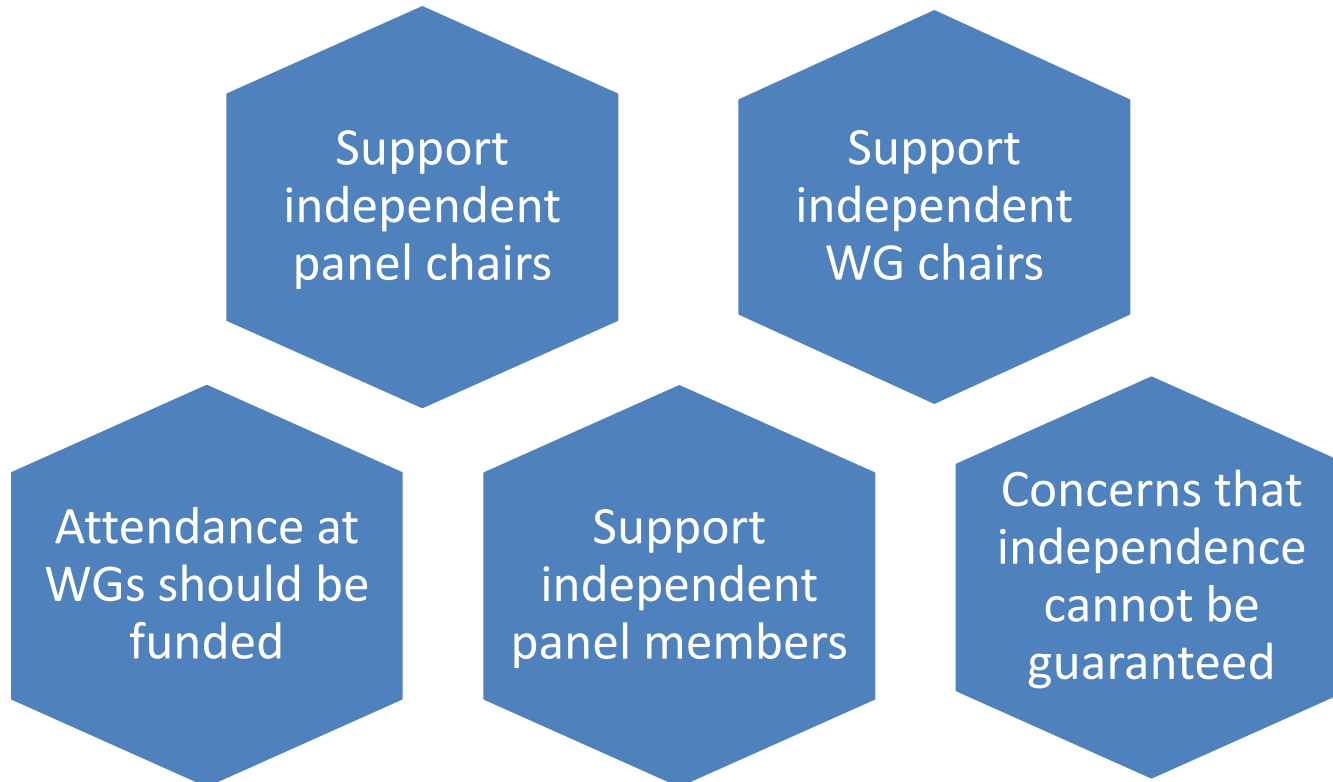 Support
independent
panel chairs
Support
independent
WG chairs
Attendance at
WGs should be
funded
Support
independent
panel members
Concerns that
independence
cannot be
guaranteed